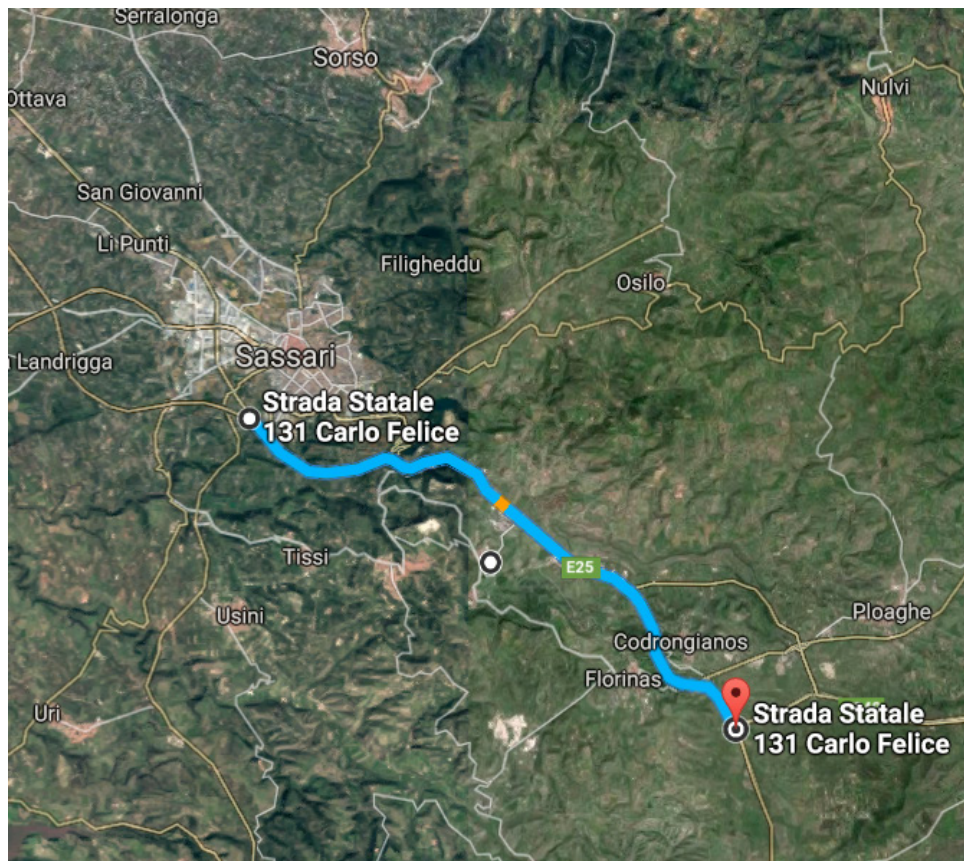 Serralonga
Sorso
Ottava
Nulvi
San Giovanni
Li Punti
Filigheddu
Osilo
Landrigga
Sassari
Strada Statale
131 Carlo Felice
Tissi
E25
Usini
Ploaghe
Codrongianos
Florinas
Uri
Strada Statale
131 Carlo Felice